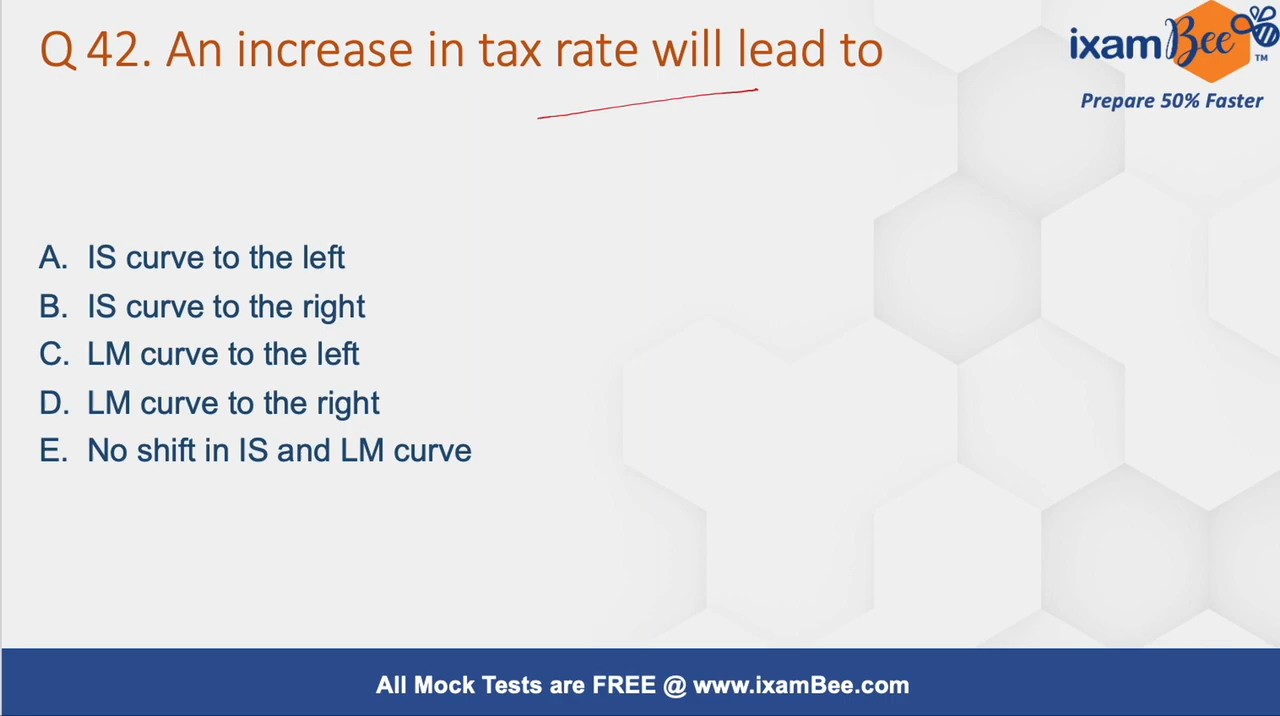 Q 42. An increase in tax rate will lead to
ixamBee™
Prepare 50% Faster
A. IS curve to the left
B. IS curve to the right
C. LM curve to the left
D. LM curve to the right
E. No shift in IS and LM curve
All Mock Tests are FREE @ www.ixamBee.com